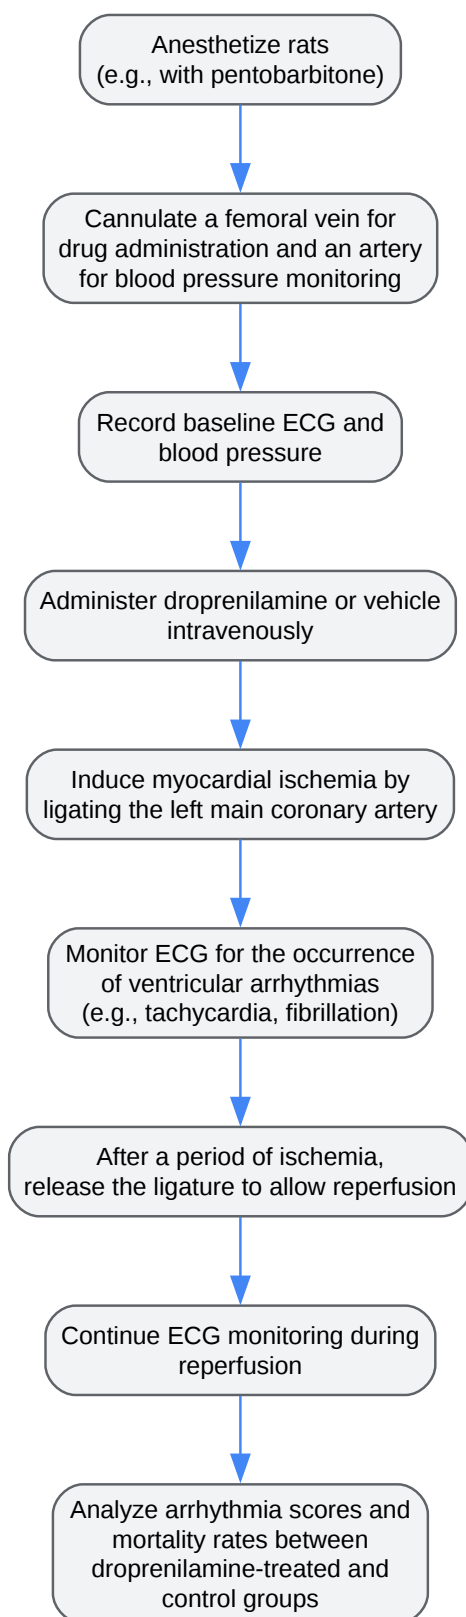 Anesthetize rats
(e.g., with pentobarbitone)
Cannulate a femoral vein for
drug administration and an artery
for blood pressure monitoring
Record baseline ECG and
blood pressure
Administer droprenilamine or vehicle
intravenously
Induce myocardial ischemia by
ligating the left main coronary artery
Monitor ECG for the occurrence
of ventricular arrhythmias
(e.g., tachycardia, fibrillation)
After a period of ischemia,
release the ligature to allow reperfusion
Continue ECG monitoring during
reperfusion
Analyze arrhythmia scores and
mortality rates between
droprenilamine-treated and
control groups